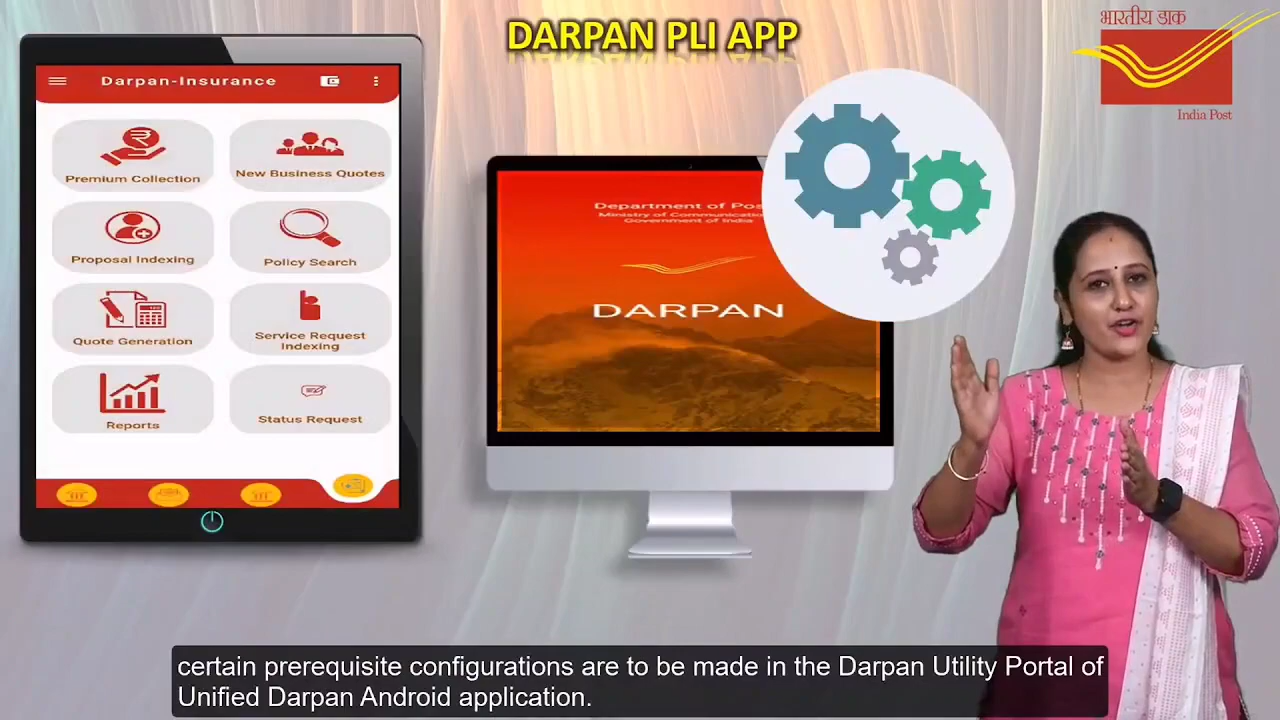 DARPAN PLI APP
भारतीय डाक
India Post
Darpan-Insurance
Premium Collection
New Business Quotes
Proposal Indexing
Policy Search
Quote Generation
Service Request
Indexing
Reports
Status Request
Department of Pos
Ministry of Communicatio
Government of India
DARPAN
certain prerequisite configurations are to be made in the Darpan Utility Portal of
Unified Darpan Android application.